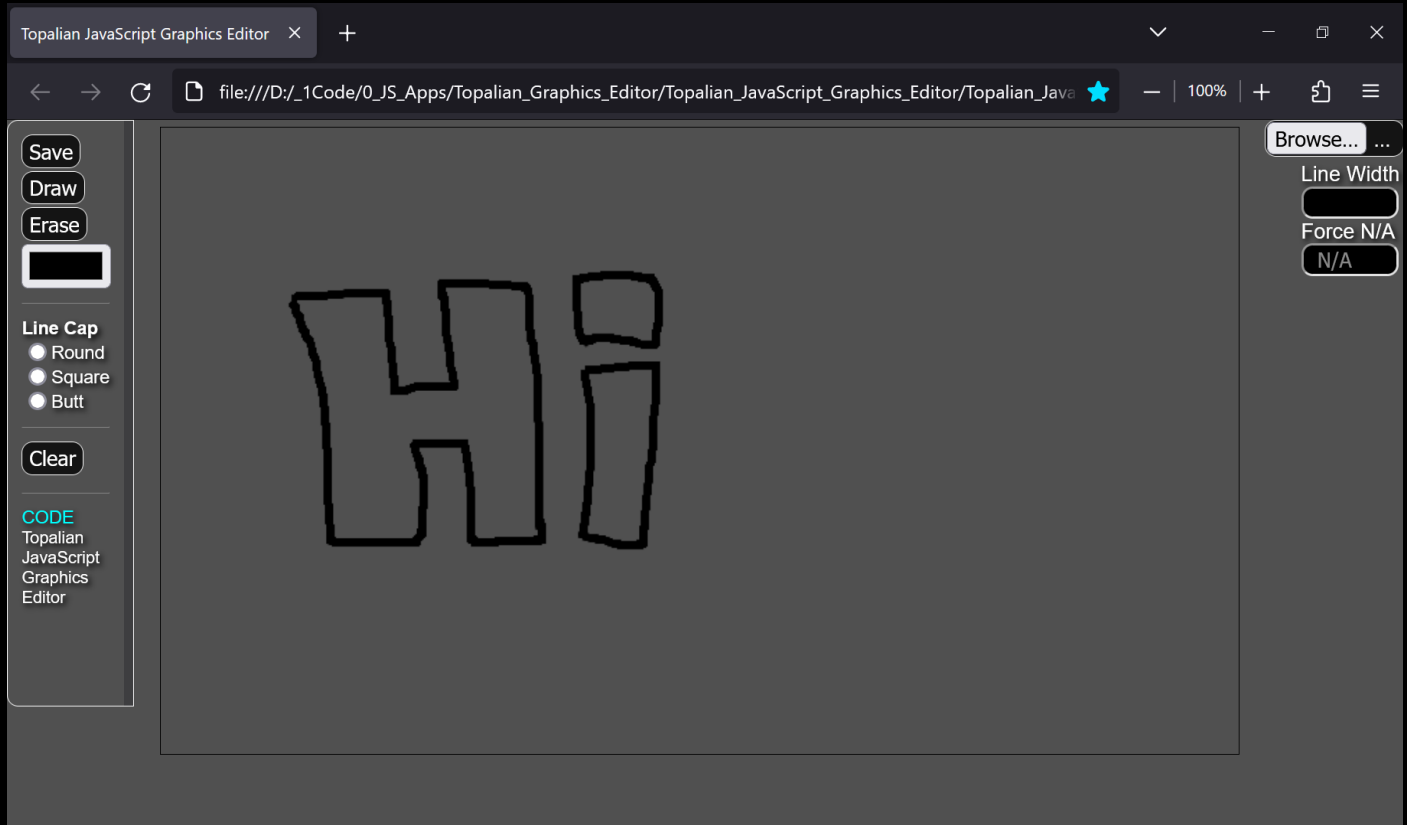 Topalian JavaScript Graphics Editor
file:///D:/_1Code/0_JS_Apps/Topalian_Graphics_Editor/Topalian_JavaScript_Graphics_Editor/Topalian_Java
100%
Save
Draw
Erase
Line Cap
Round
Square
Butt
Clear
CODE
Topalian
JavaScript
Graphics
Editor
Hi
Browse... ...
Line Width
Force N/A
N/A